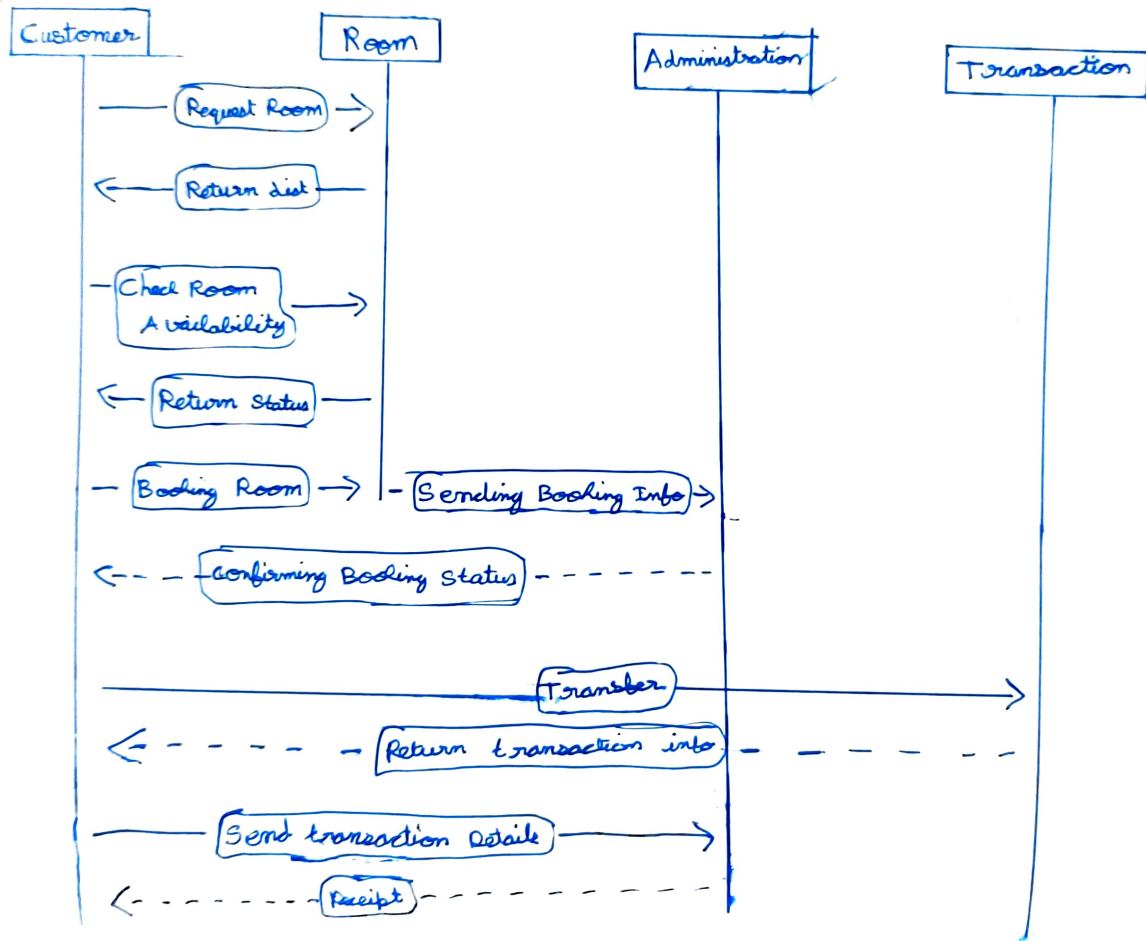 Customer
Room
Administration
Transaction
Request Room
Return List
Check Room
Availability
Return Status
Booking Room
Sending Booking Info
Confirming Booking Status
Transfer
Return transaction info
Send transaction Details
Receipt